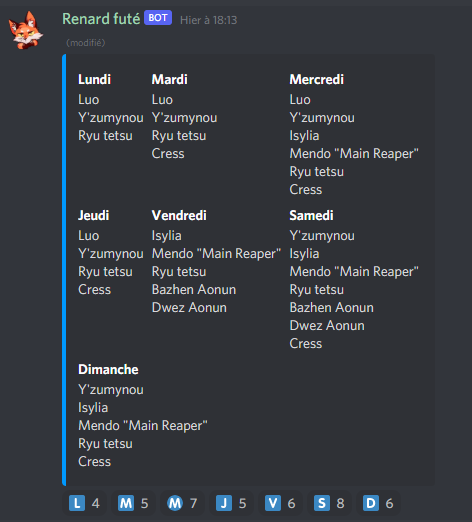 Renard futé BOT Hier à 18:13
(modifié)
Lundi
Luo
Y'zumynou
Ryu tetsu
Mardi
Luo
Y'zumynou
Ryu tetsu
Cress
Mercredi
Luo
Y'zumynou
Isylia
Mendo "Main Reaper"
Ryu tetsu
Cress
Jeudi
Luo
Y'zumynou
Ryu tetsu
Cress
Vendredi
Isylia
Mendo "Main Reaper"
Ryu tetsu
Bazhen Aonun
Dwez Aonun
Samedi
Y'zumynou
Isylia
Mendo "Main Reaper"
Ryu tetsu
Bazhen Aonun
Dwez Aonun
Cress
Dimanche
Y'zumynou
Isylia
Mendo "Main Reaper"
Ryu tetsu
Cress
L 4 M 5 M 7 J 5 V 6 S 8 D 6